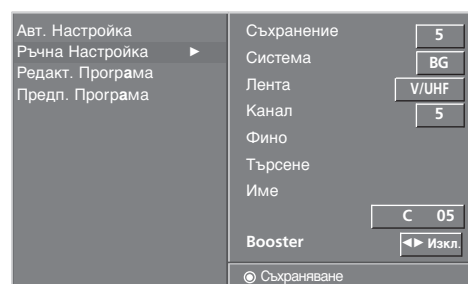 Авт. Настройка
Ръчна Настройка ►
Редакт. Програма
Предп. Програма
Съхранение 5
Система BG
Лента V/UHF
Канал 5
Фино
Търсене
Име
C 05
Booster ◄► Изкл.
◉ Съхраняване